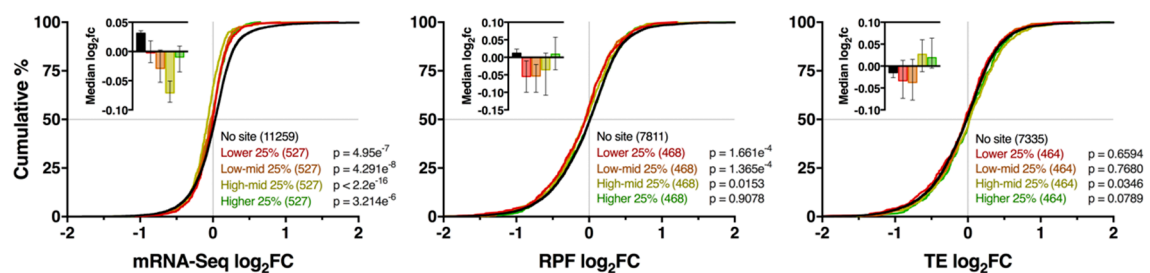 Cumulative %
100
75
50
25
0
Median log2fc
0.05
0.00
-0.05
-0.10
No site (11259)
Lower 25% (527) p = 4.95e-7
Low-mid 25% (527) p = 4.291e-8
High-mid 25% (527) p < 2.2e-16
Higher 25% (527) p = 3.214e-6
-2 -1 0 1 2
mRNA-Seq log2FC
100
75
50
25
0
Median log2fc
0.10
0.05
0.00
-0.05
-0.10
-0.15
No site (7811)
Lower 25% (468) p = 1.661e-4
Low-mid 25% (468) p = 1.365e-4
High-mid 25% (468) p = 0.0153
Higher 25% (468) p = 0.9078
-2 -1 0 1 2
RPF log2FC
100
75
50
25
0
Median log2fc
0.10
0.05
0.00
-0.05
-0.10
No site (7335)
Lower 25% (464) p = 0.6594
Low-mid 25% (464) p = 0.7680
High-mid 25% (464) p = 0.0346
Higher 25% (464) p = 0.0789
-2 -1 0 1 2
TE log2FC